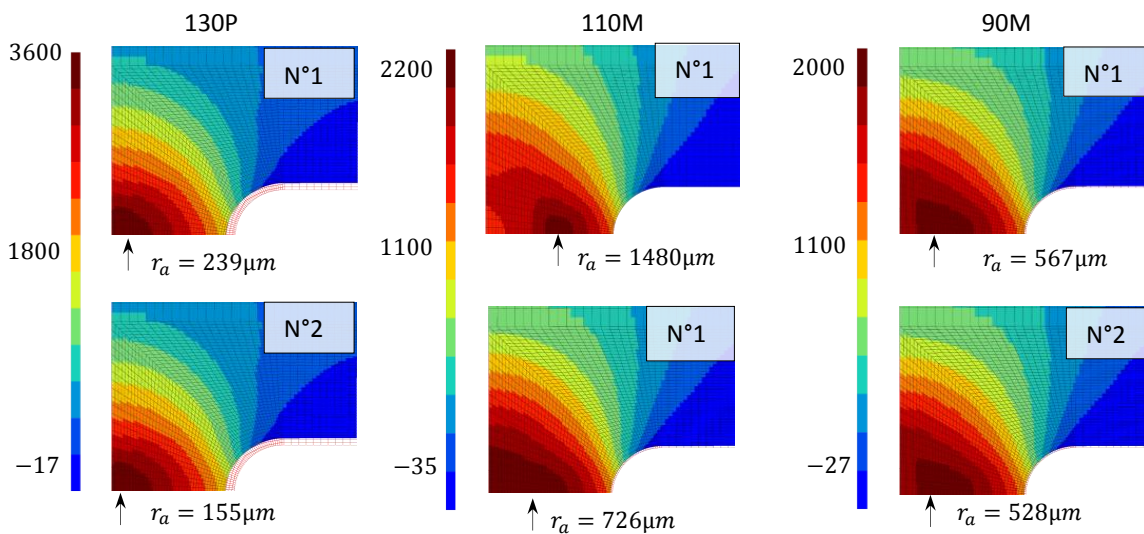 130P
110M
90M
3600
N°1
2200
N°1
2000
N°1
1800
r_a = 239μm
1100
r_a = 1480μm
1100
r_a = 567μm
N°2
N°1
N°2
−17
−35
−27
r_a = 155μm
r_a = 726μm
r_a = 528μm